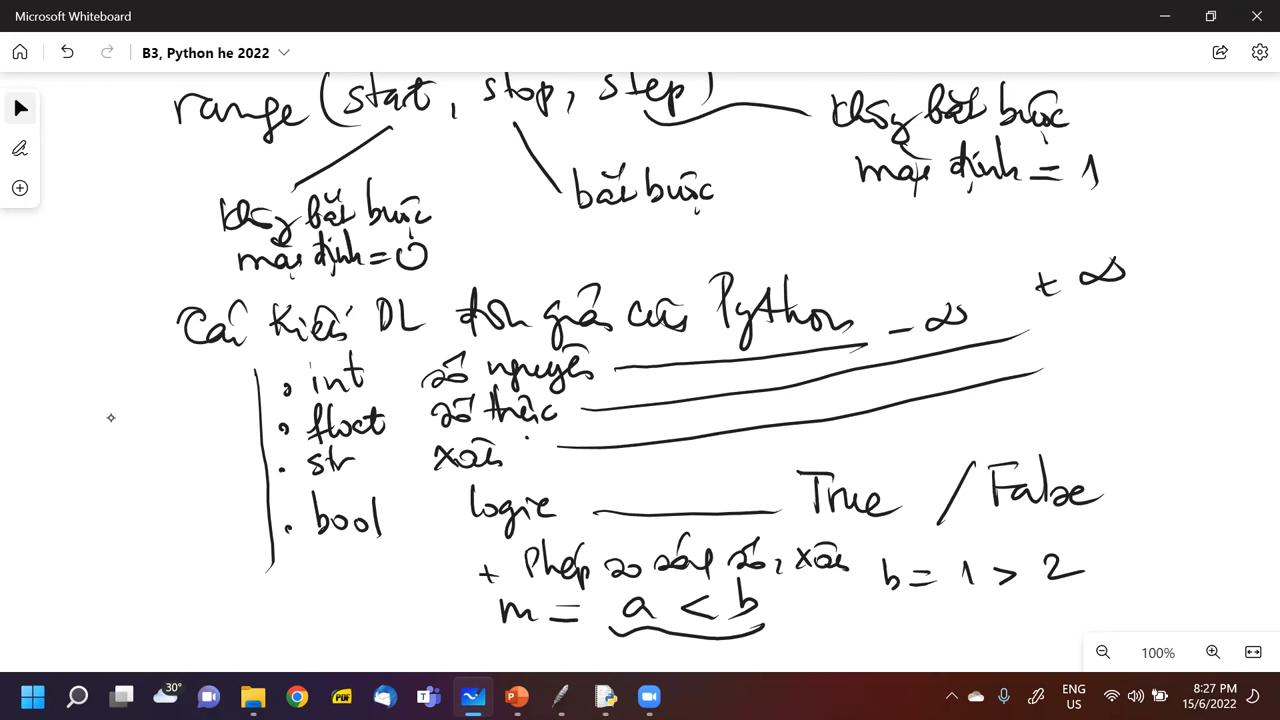 Microsoft Whiteboard
B3, Python he 2022
range (start, stop, step)
không bắt buộc
mặc định = 1
bắt buộc
không bắt buộc
mặc định = 0
Các kiểu DL đơn giản của Python
- ∞
+ ∞
• int số nguyên
• float số thực
• str xâu
• bool logic True / False
+ Phép so sánh số, xâu
b = 1 > 2
m = a < b
100%
30°
PDF
ENG
US
8:27 PM
15/6/2022